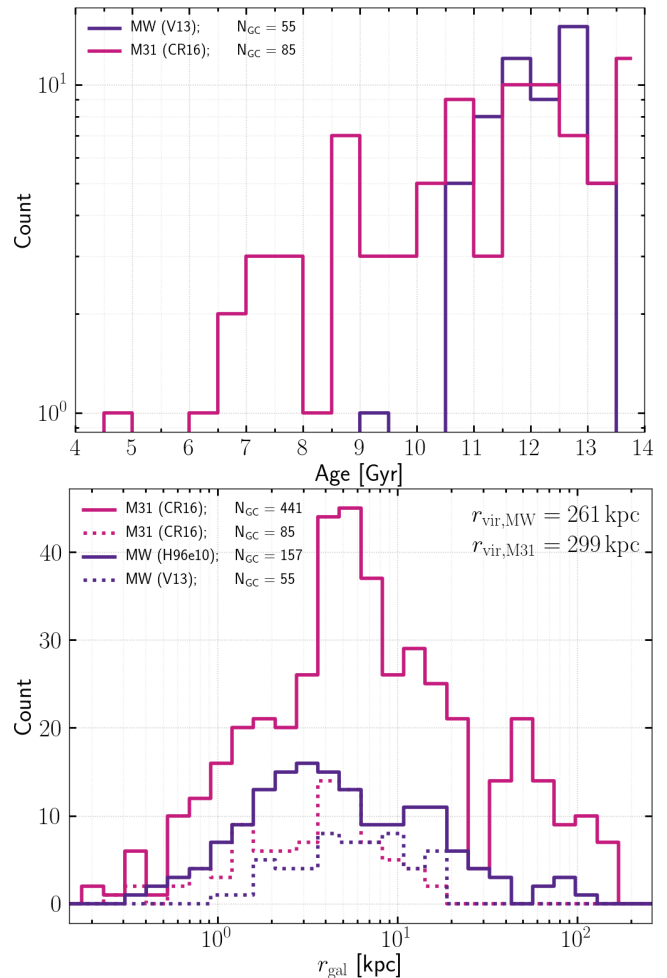 MW (V13); N_GC = 55
M31 (CR16); N_GC = 85
10^1
10^0
Count
4 5 6 7 8 9 10 11 12 13 14
Age [Gyr]
M31 (CR16); N_GC = 441
M31 (CR16); N_GC = 85
MW (H96e10); N_GC = 157
MW (V13); N_GC = 55
r_vir,MW = 261 kpc
r_vir,M31 = 299 kpc
40
30
20
10
0
Count
10^0 10^1 10^2
r_gal [kpc]